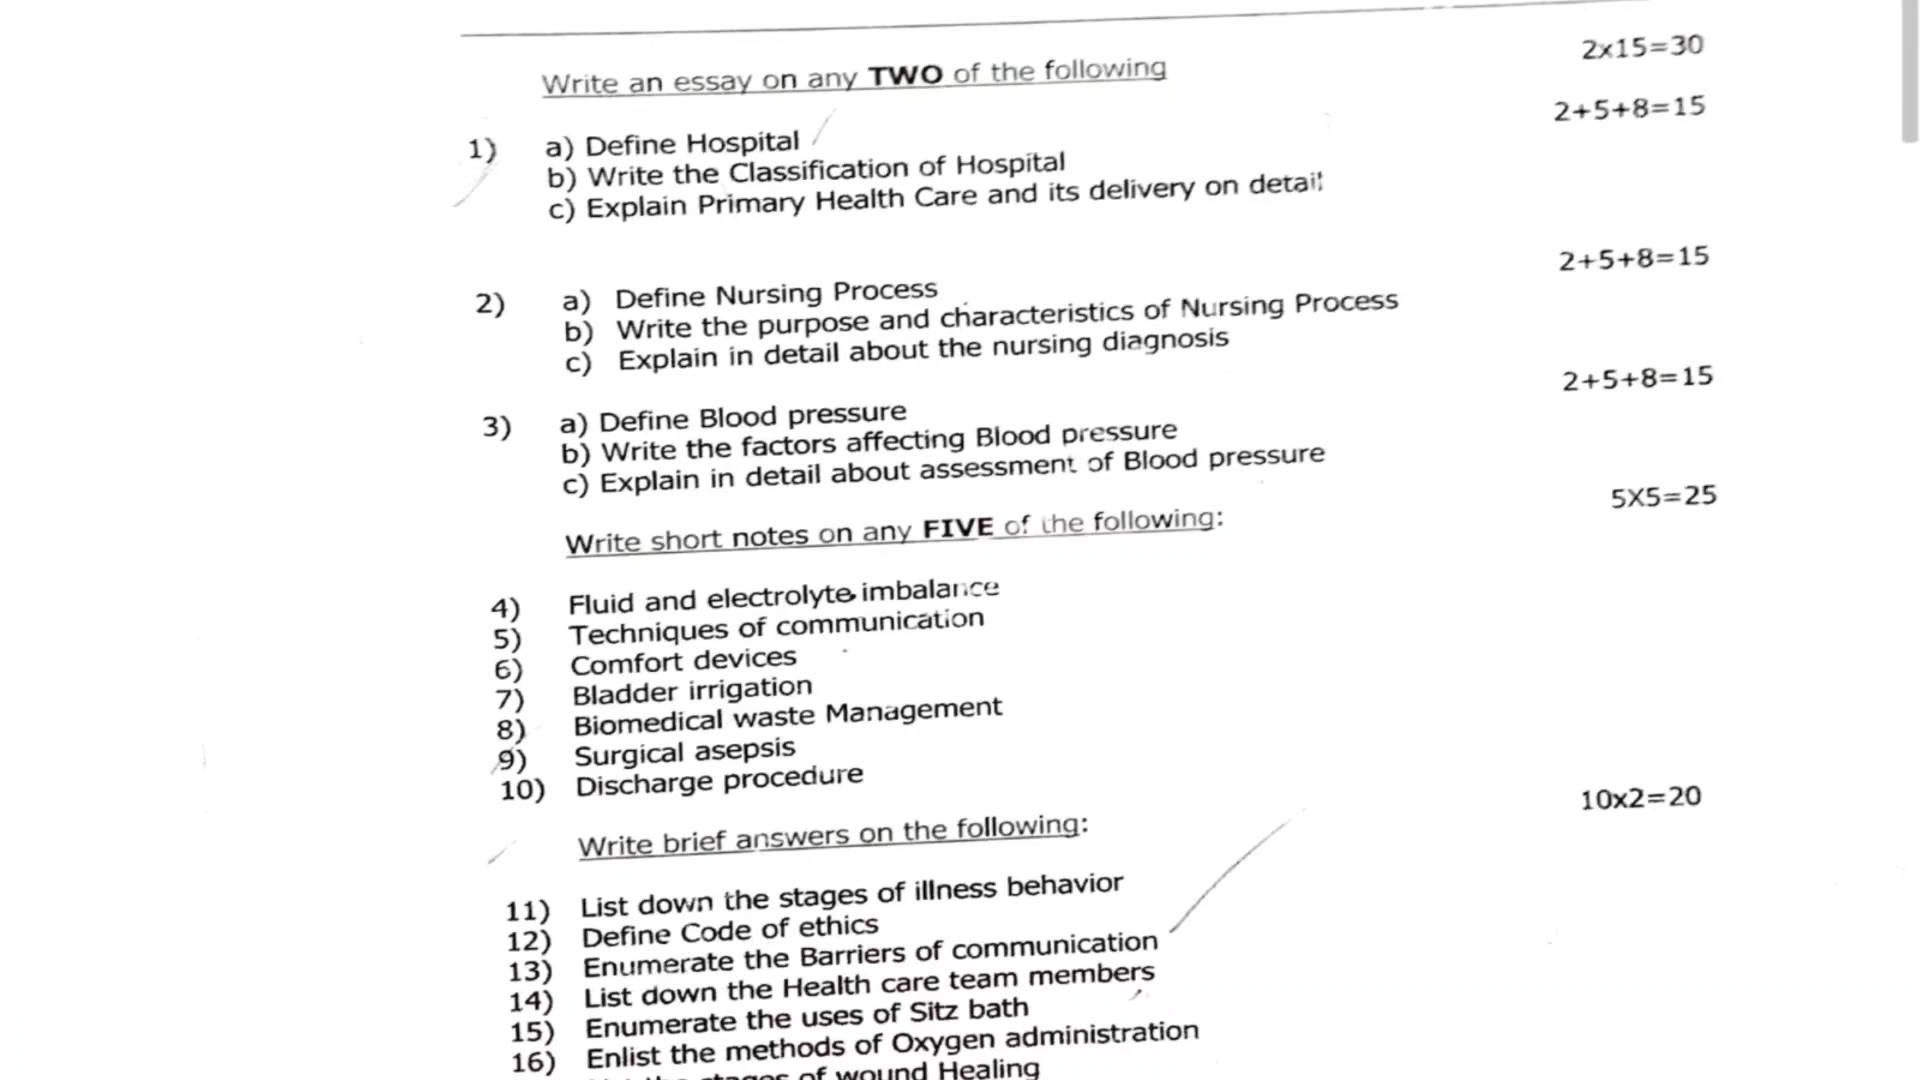 2x15=30
Write an essay on any TWO of the following
2+5+8=15
1) a) Define Hospital
b) Write the Classification of Hospital
c) Explain Primary Health Care and its delivery on detail
2+5+8=15
2) a) Define Nursing Process
b) Write the purpose and characteristics of Nursing Process
c) Explain in detail about the nursing diagnosis
2+5+8=15
3) a) Define Blood pressure
b) Write the factors affecting Blood pressure
c) Explain in detail about assessment of Blood pressure
5X5=25
Write short notes on any FIVE of the following:
4) Fluid and electrolyte imbalance
5) Techniques of communication
6) Comfort devices
7) Bladder irrigation
8) Biomedical waste Management
9) Surgical asepsis
10) Discharge procedure
10x2=20
Write brief answers on the following:
11) List down the stages of illness behavior
12) Define Code of ethics
13) Enumerate the Barriers of communication
14) List down the Health care team members
15) Enumerate the uses of Sitz bath
16) Enlist the methods of Oxygen administration
the stages of wound Healing